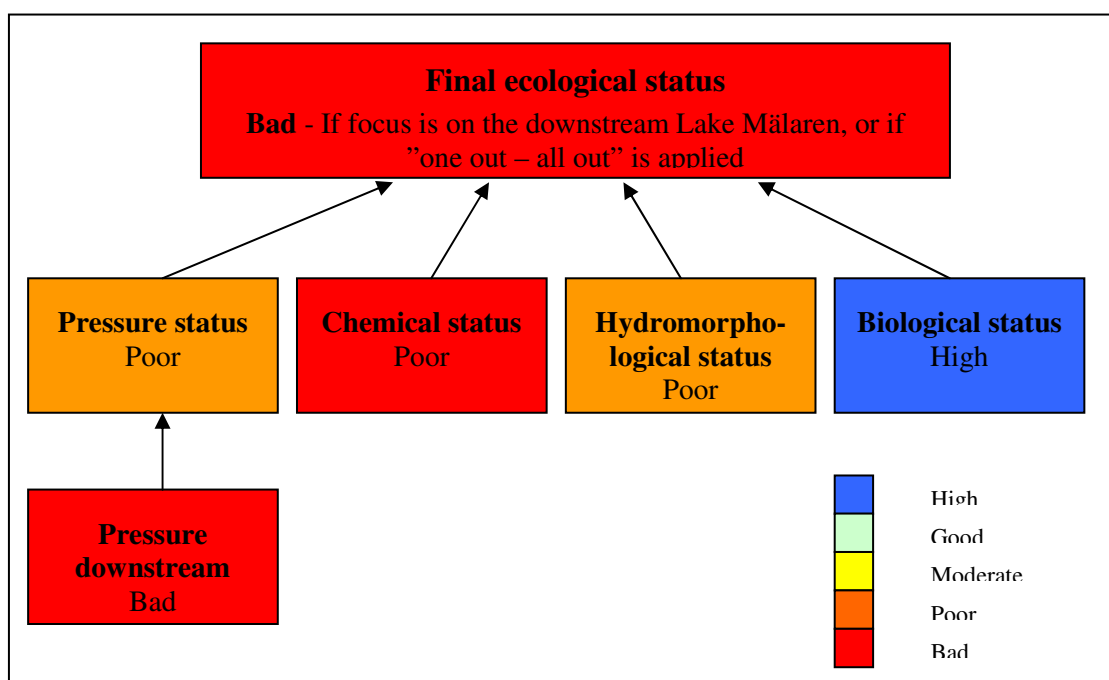 Final ecological status
Bad - If focus is on the downstream Lake Mälaren, or if
”one out – all out” is applied
Pressure status
Poor
Chemical status
Poor
Hydromorpho-
logical status
Poor
Biological status
High
Pressure
downstream
Bad
High
Good
Moderate
Poor
Bad